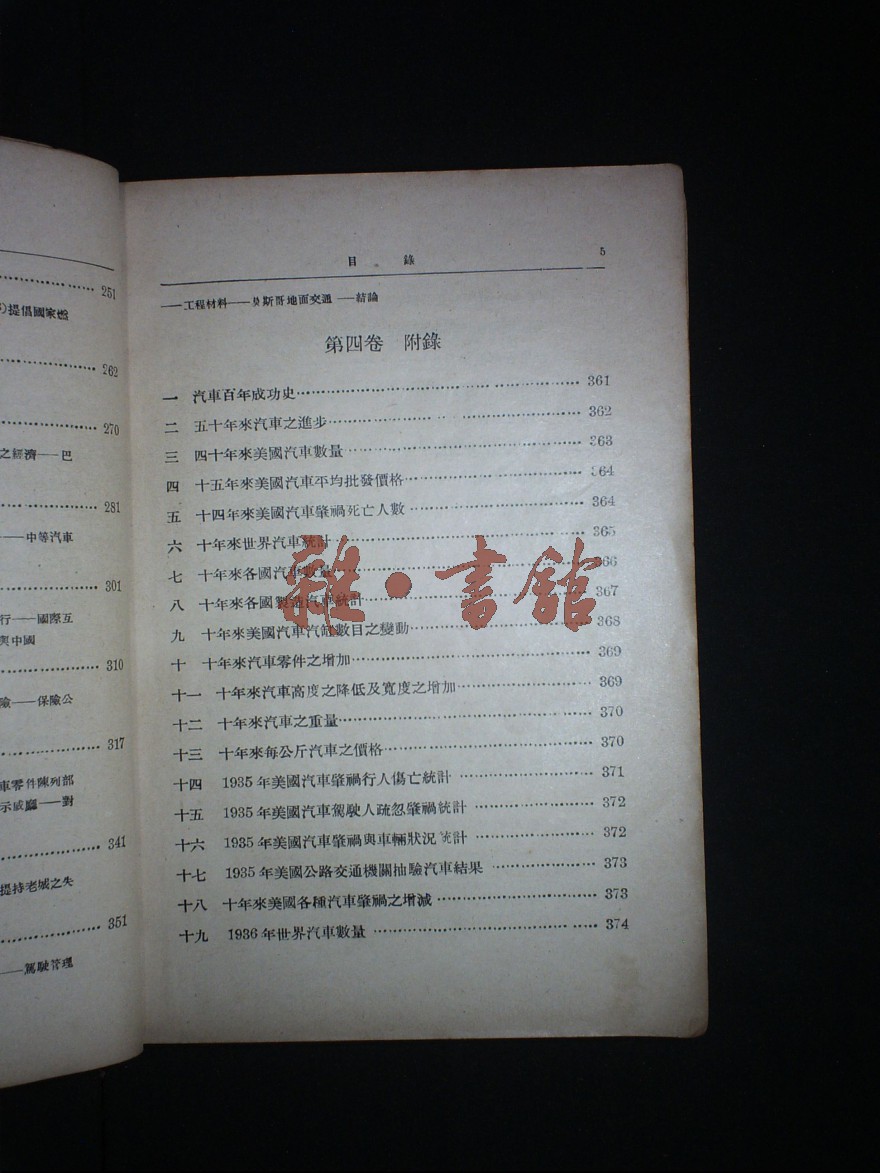 251
提倡國家燃
262
270
之經濟——巴
281
——中等汽車
301
行——國際互
與中國
310
險——保險公
317
車零件陳列部
示威廳——對
341
提持老城之失
351
——駕駛管理
目 錄 5
——工程材料——貝斯哥地面交通——結論
第四卷 附錄
一 汽車百年成功史 361
二 五十年來汽車之進步 362
三 四十年來美國汽車數量 363
四 十五年來美國汽車平均批發價格 364
五 十四年來美國汽車肇禍死亡人數 364
六 十年來世界汽車統計 365
七 十年來各國汽車數量 366
八 十年來各國製造汽車統計 367
九 十年來美國汽車汽缸數目之變動 368
十 十年來汽車零件之增加 369
十一 十年來汽車高度之降低及寬度之增加 369
十二 十年來汽車之重量 370
十三 十年來每公斤汽車之價格 370
十四 1935年美國汽車肇禍行人傷亡統計 371
十五 1935年美國汽車駕駛人疏忽肇禍統計 372
十六 1935年美國汽車肇禍與車輛狀況統計 372
十七 1935年美國公路交通機關抽驗汽車結果 373
十八 十年來美國各種汽車肇禍之增減 373
十九 1936年世界汽車數量 374
雜·書館